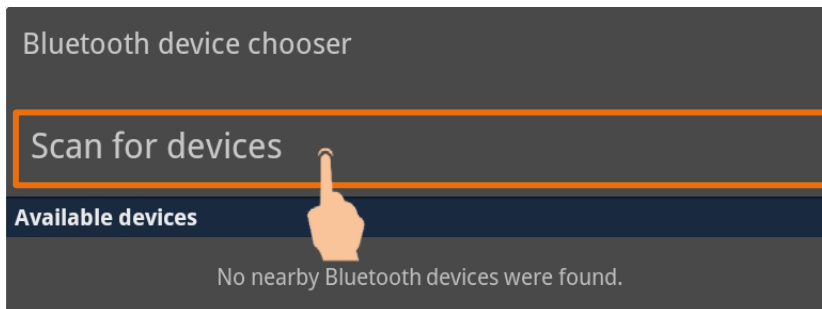 Bluetooth device chooser
Scan for devices
Available devices
No nearby Bluetooth devices were found.